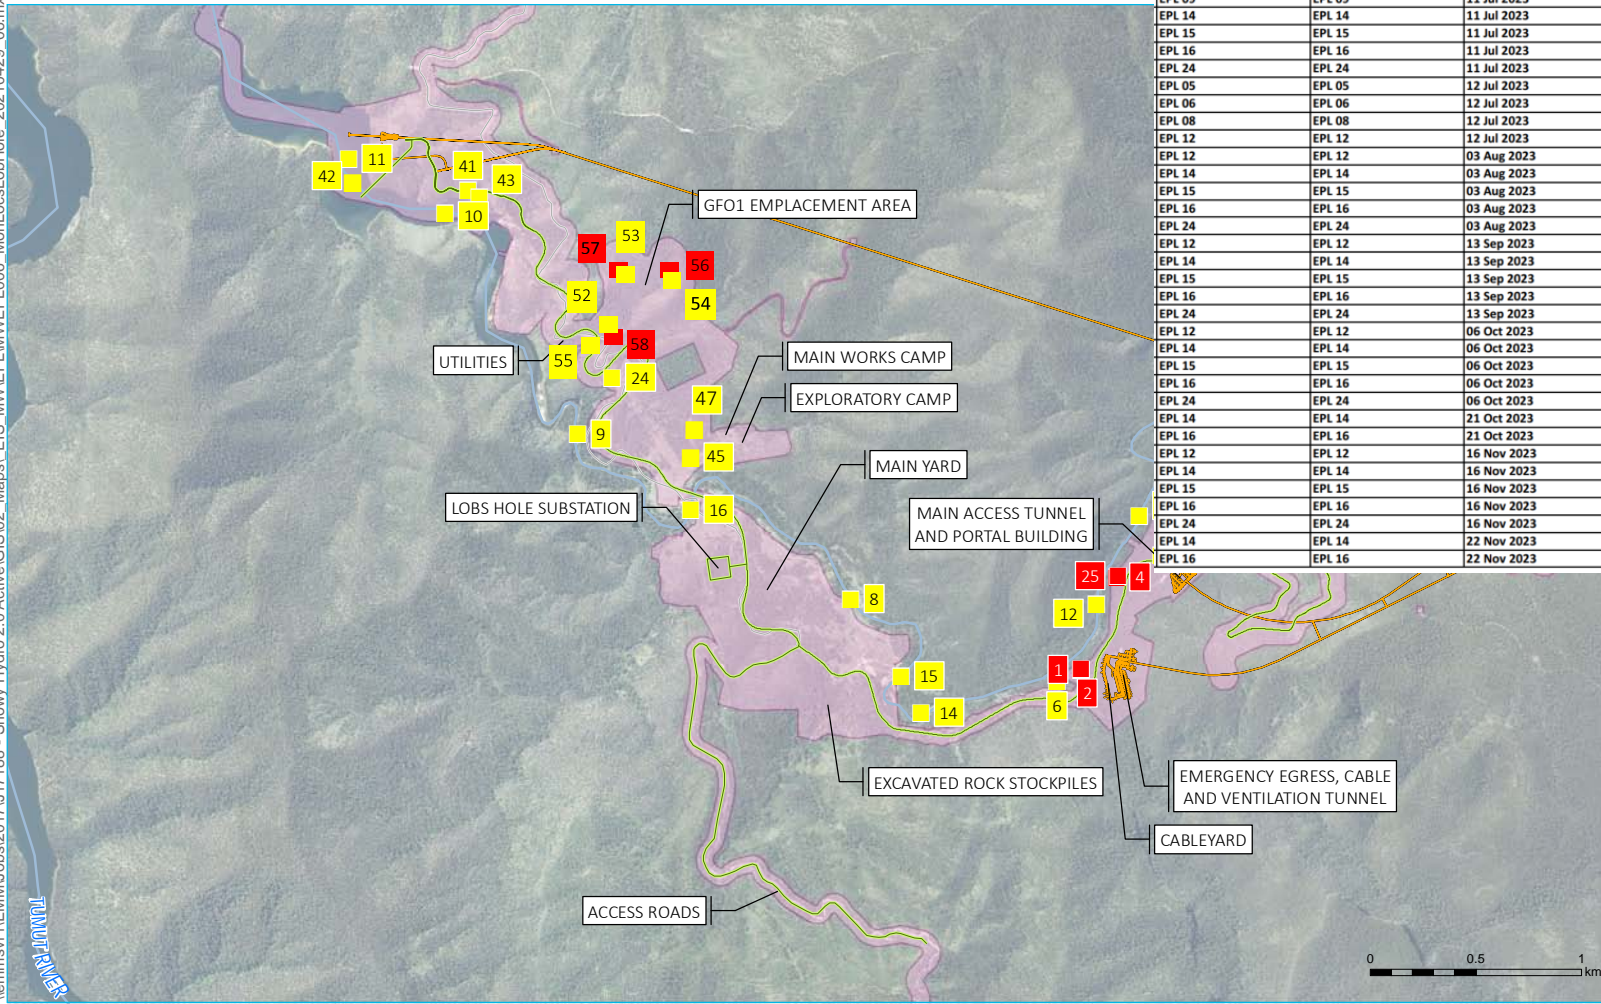 EPL 14 EPL 14 11 Jul 2023
EPL 15 EPL 15 11 Jul 2023
EPL 16 EPL 16 11 Jul 2023
EPL 24 EPL 24 11 Jul 2023
EPL 05 EPL 05 12 Jul 2023
EPL 06 EPL 06 12 Jul 2023
EPL 08 EPL 08 12 Jul 2023
EPL 12 EPL 12 12 Jul 2023
EPL 12 EPL 12 03 Aug 2023
EPL 14 EPL 14 03 Aug 2023
EPL 15 EPL 15 03 Aug 2023
EPL 16 EPL 16 03 Aug 2023
EPL 24 EPL 24 03 Aug 2023
EPL 12 EPL 12 13 Sep 2023
EPL 14 EPL 14 13 Sep 2023
EPL 15 EPL 15 13 Sep 2023
EPL 16 EPL 16 13 Sep 2023
EPL 24 EPL 24 13 Sep 2023
EPL 12 EPL 12 06 Oct 2023
EPL 14 EPL 14 06 Oct 2023
EPL 15 EPL 15 06 Oct 2023
EPL 16 EPL 16 06 Oct 2023
EPL 24 EPL 24 06 Oct 2023
EPL 14 EPL 14 21 Oct 2023
EPL 16 EPL 16 21 Oct 2023
EPL 12 EPL 12 16 Nov 2023
EPL 14 EPL 14 16 Nov 2023
EPL 15 EPL 15 16 Nov 2023
EPL 16 EPL 16 16 Nov 2023
EPL 24 EPL 24 16 Nov 2023
EPL 14 EPL 14 22 Nov 2023
EPL 16 EPL 16 22 Nov 2023
11
41
42
43
10
GFO1 EMPLACEMENT AREA
53
57
56
52
54
58
UTILITIES
55
24
MAIN WORKS CAMP
EXPLORATORY CAMP
47
9
45
MAIN YARD
LOBS HOLE SUBSTATION
16
MAIN ACCESS TUNNEL
AND PORTAL BUILDING
25
4
8
12
1
15
2
14
6
EXCAVATED ROCK STOCKPILES
EMERGENCY EGRESS, CABLE
AND VENTILATION TUNNEL
CABLEYARD
ACCESS ROADS
TUMUT RIVER
0 0.5 1
km